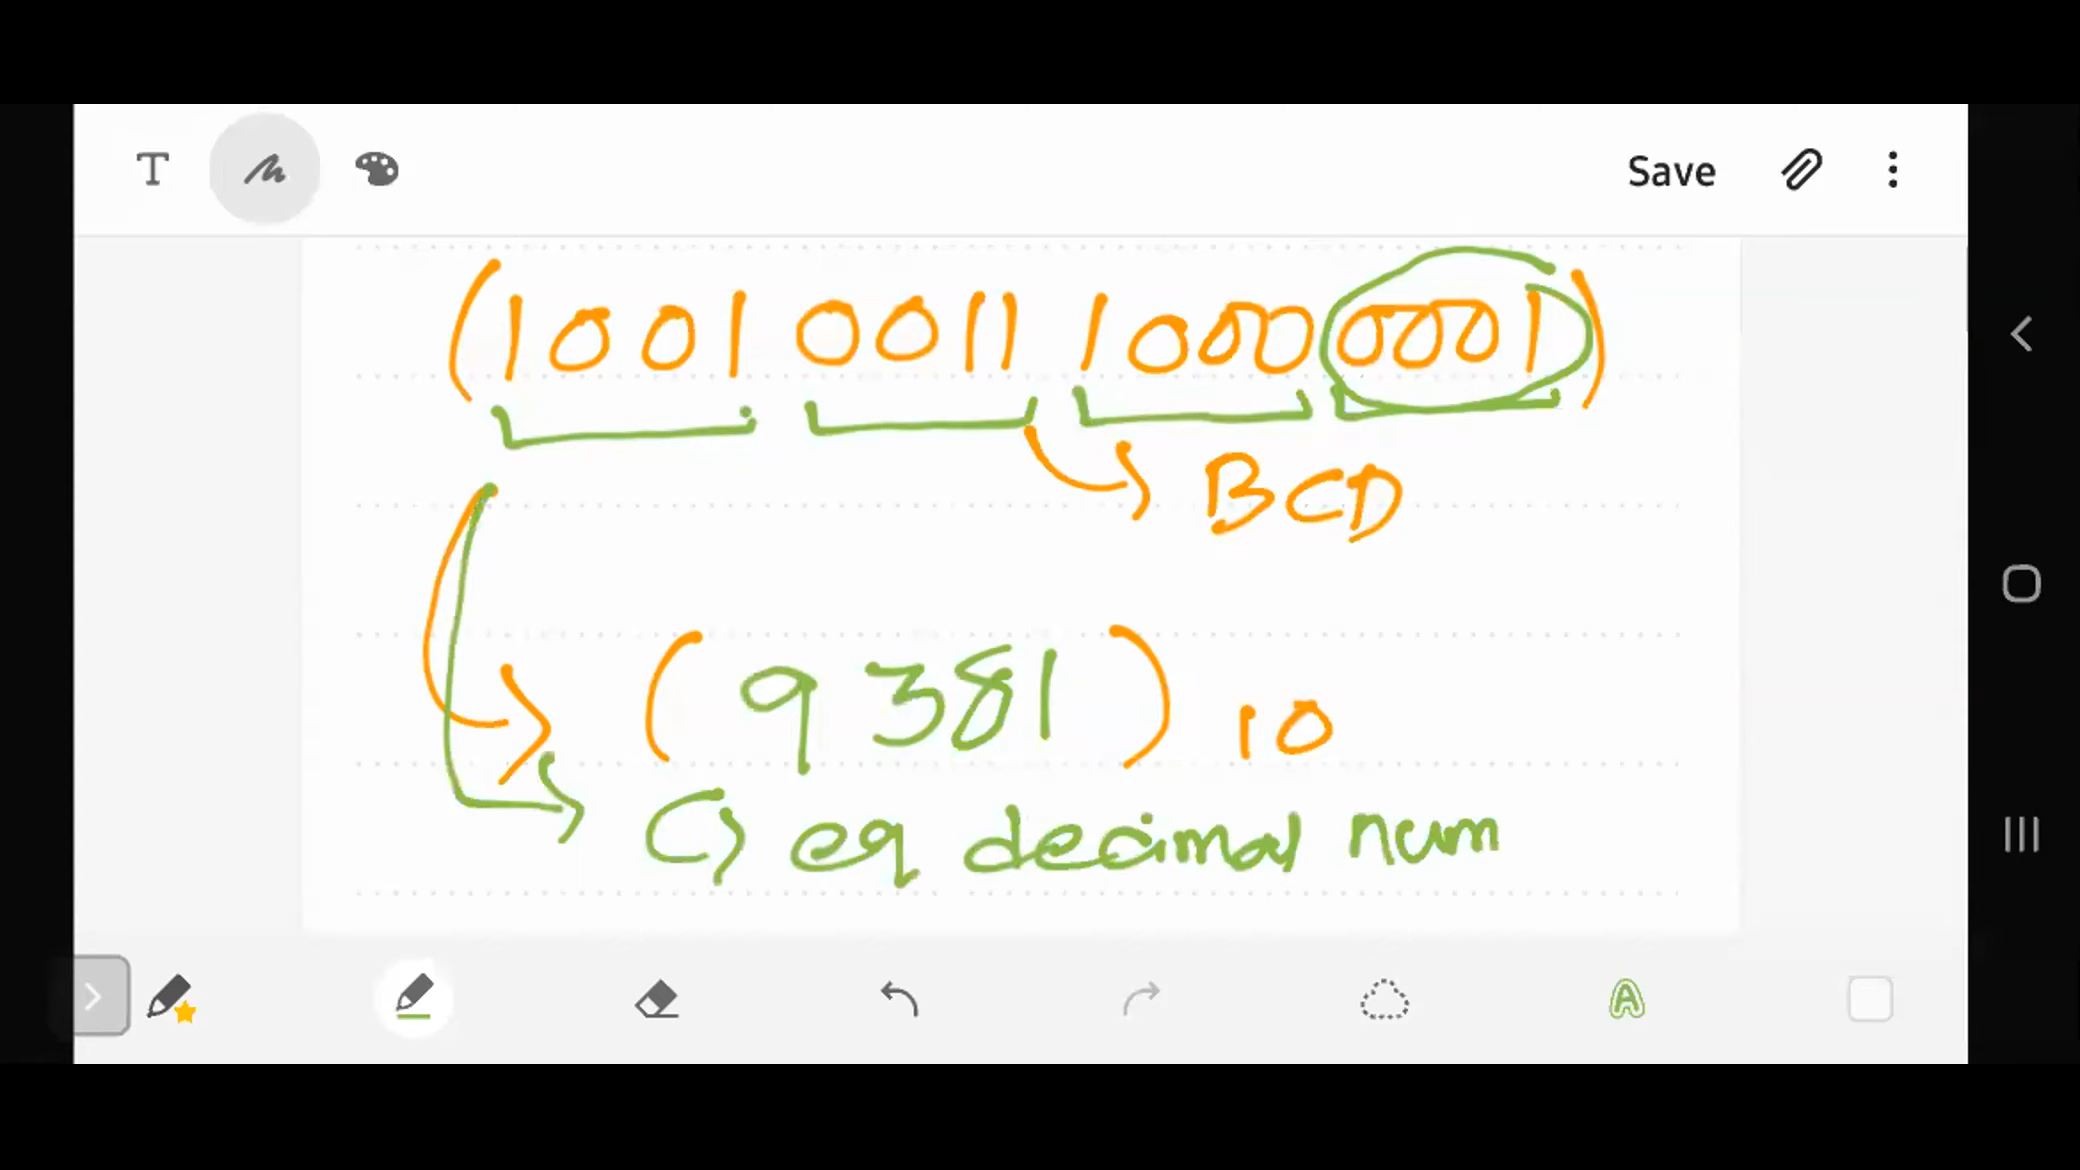 T Save
(1001 0011 1000 0001)
BCD
(9381)10
eq decimal num
A